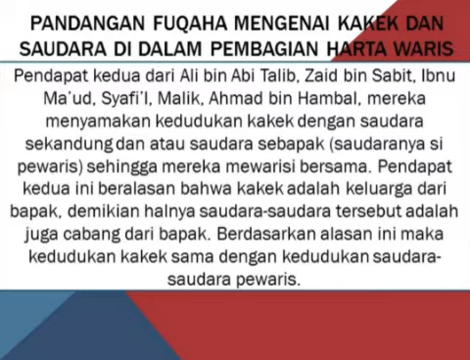 PANDANGAN FUQAHA MENGENAI KAKEK DAN
SAUDARA DI DALAM PEMBAGIAN HARTA WARIS
Pendapat kedua dari Ali bin Abi Talib, Zaid bin Sabit, Ibnu
Ma'ud, Syafi'I, Malik, Ahmad bin Hambal, mereka
menyamakan kedudukan kakek dengan saudara
sekandung dan atau saudara sebapak (saudaranya si
pewaris) sehingga mereka mewarisi bersama. Pendapat
kedua ini beralasan bahwa kakek adalah keluarga dari
bapak, demikian halnya saudara-saudara tersebut adalah
juga cabang dari bapak. Berdasarkan alasan ini maka
kedudukan kakek sama dengan kedudukan saudara-
saudara pewaris.